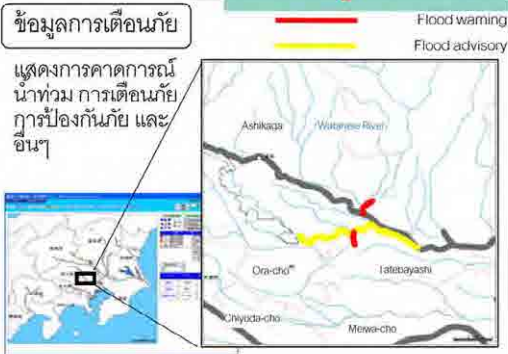 ข้อมูลการเตือนภัย
Flood warning
Flood advisory
แสดงการคาดการณ์
น้ำท่วม การเตือนภัย
การป้องกันภัย และ
อื่นๆ
Ashikaga
Watarase River
Ora-cho
Tatebayashi
Chiyoda-cho
Meiwa-cho